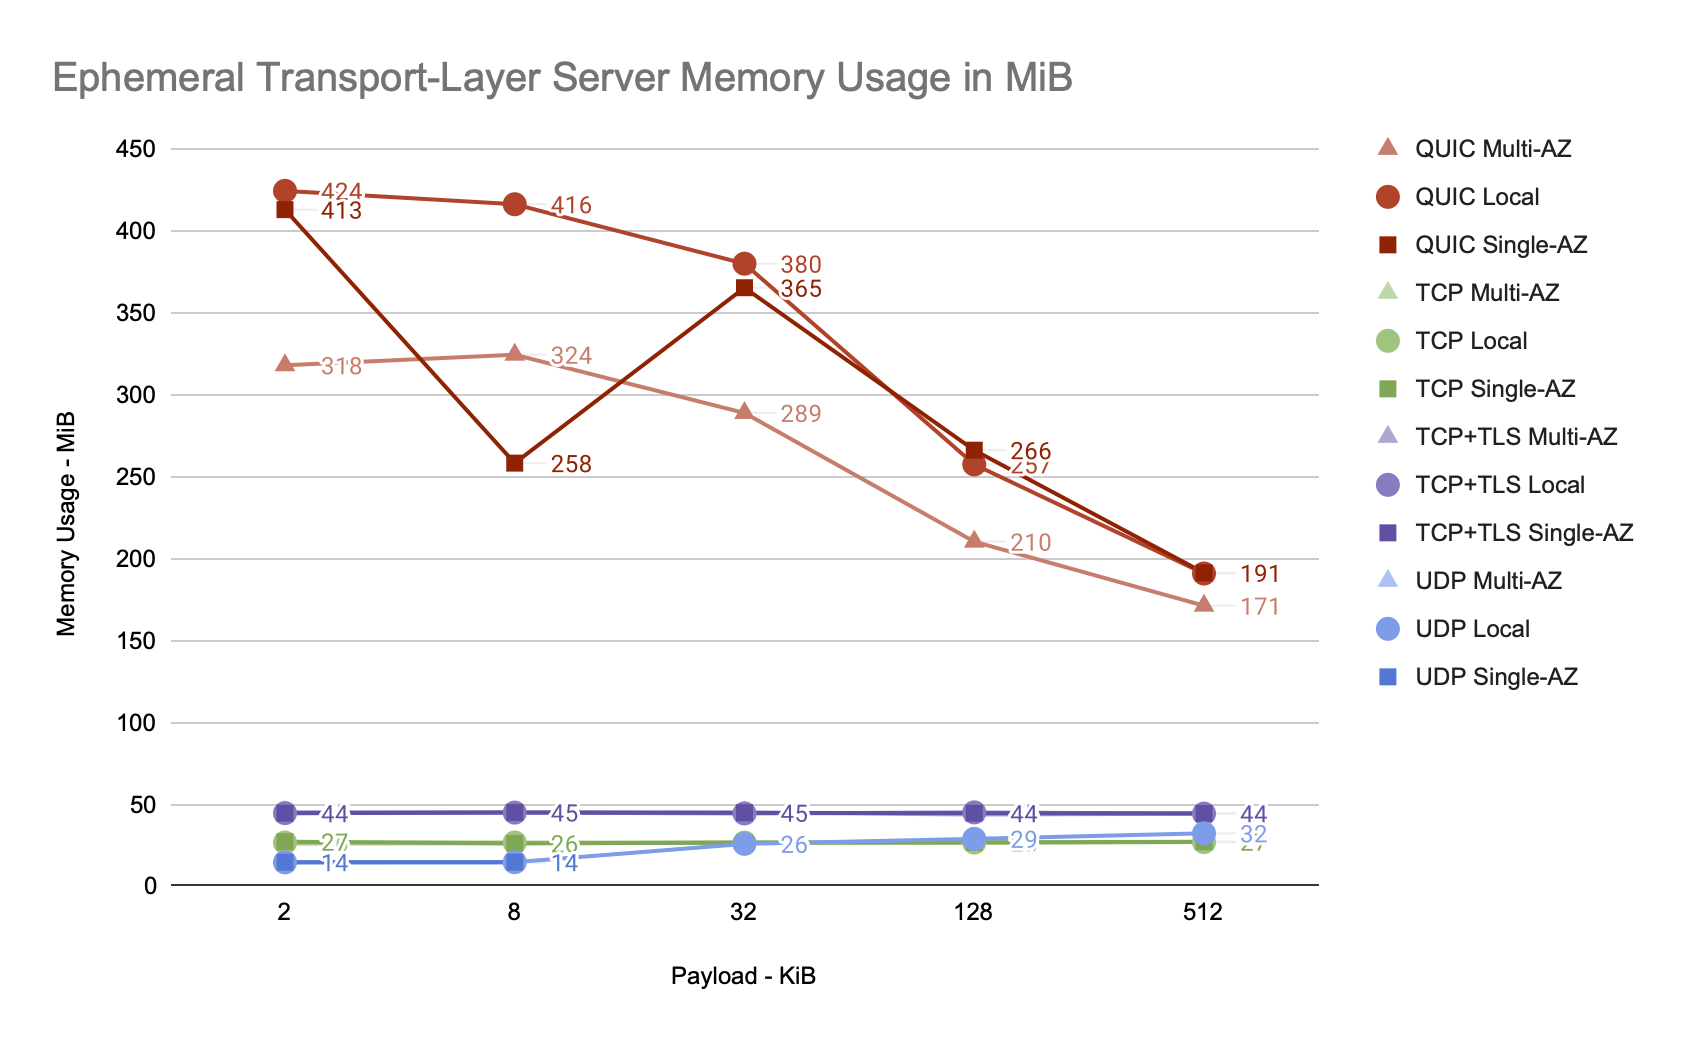 Ephemeral Transport-Layer Server Memory Usage in MiB
450
400
350
300
250
200
150
100
50
0
Memory Usage - MiB
424
413
416
380
365
318
324
289
258
266
257
210
191
171
44
45
45
44
44
27
26
26
29
32
27
14
14
2
8
32
128
512
Payload - KiB
QUIC Multi-AZ
QUIC Local
QUIC Single-AZ
TCP Multi-AZ
TCP Local
TCP Single-AZ
TCP+TLS Multi-AZ
TCP+TLS Local
TCP+TLS Single-AZ
UDP Multi-AZ
UDP Local
UDP Single-AZ